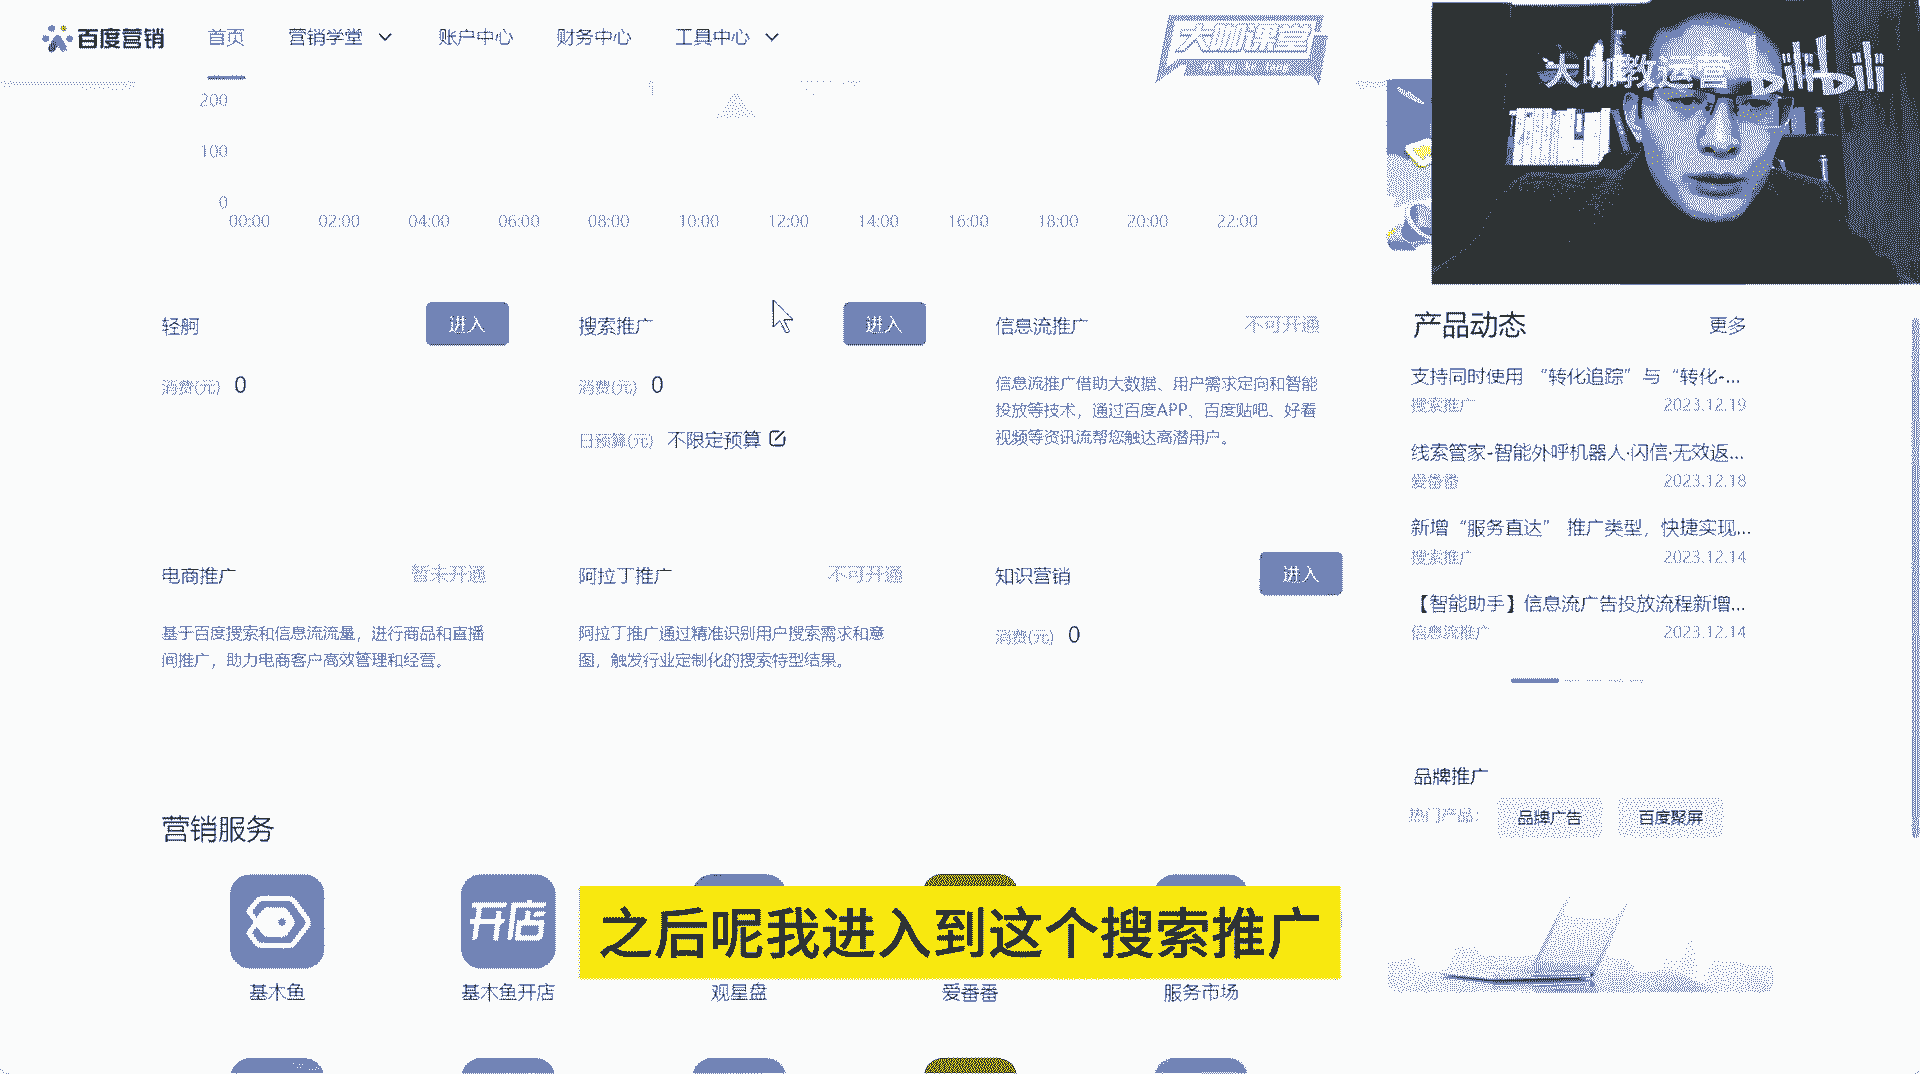 百度营销
首页
营销学堂
账户中心
财务中心
工具中心
大咖课堂
大咖教运营 bilibili
200
100
0
00:00
02:00
04:00
06:00
08:00
10:00
12:00
14:00
16:00
18:00
20:00
22:00
轻舸
进入
消费(元) 0
搜索推广
进入
消费(元) 0
日预算(元) 不限定预算
信息流推广
不可开通
信息流推广借助大数据、用户需求定向和智能
投放等技术，通过百度APP、百度贴吧、好看
视频等资讯流帮您触达高潜用户。
产品动态
更多
支持同时使用 “转化追踪” 与 “转化-...
搜索推广
2023.12.19
线索管家-智能外呼机器人·闪信·无效返...
爱番番
2023.12.18
新增 “服务直达” 推广类型，快捷实现...
搜索推广
2023.12.14
【智能助手】信息流广告投放流程新增...
信息流推广
2023.12.14
电商推广
暂未开通
基于百度搜索和信息流流量，进行商品和直播
间推广，助力电商客户高效管理和经营。
阿拉丁推广
不可开通
阿拉丁推广通过精准识别用户搜索需求和意
图，触发行业定制化的搜索特型结果。
知识营销
进入
消费(元) 0
品牌推广
热门产品：
品牌广告
百度聚屏
营销服务
开店
之后呢我进入到这个搜索推广
基木鱼
基木鱼开店
观星盘
爱番番
服务市场